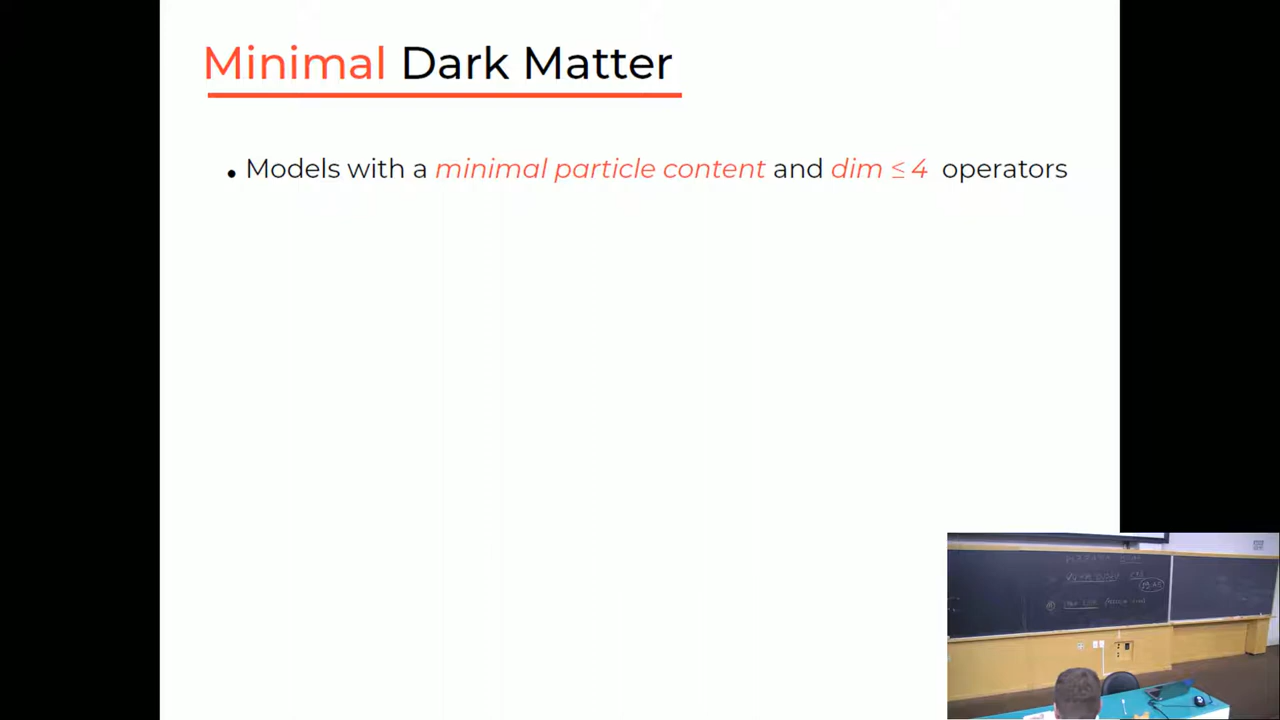 Minimal Dark Matter
• Models with a minimal particle content and dim ≤ 4 operators